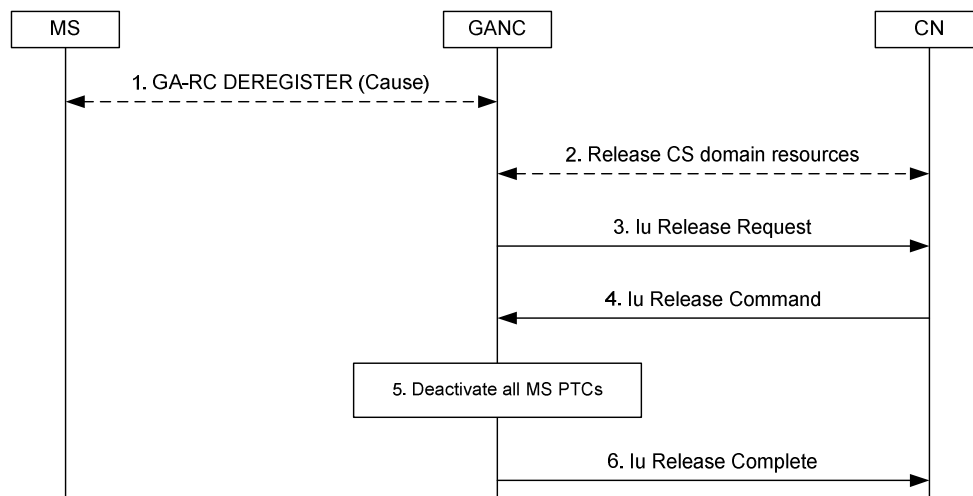 MS
GANC
CN
1. GA-RC DEREGISTER (Cause)
2. Release CS domain resources
3. Iu Release Request
4. Iu Release Command
5. Deactivate all MS PTCs
6. Iu Release Complete